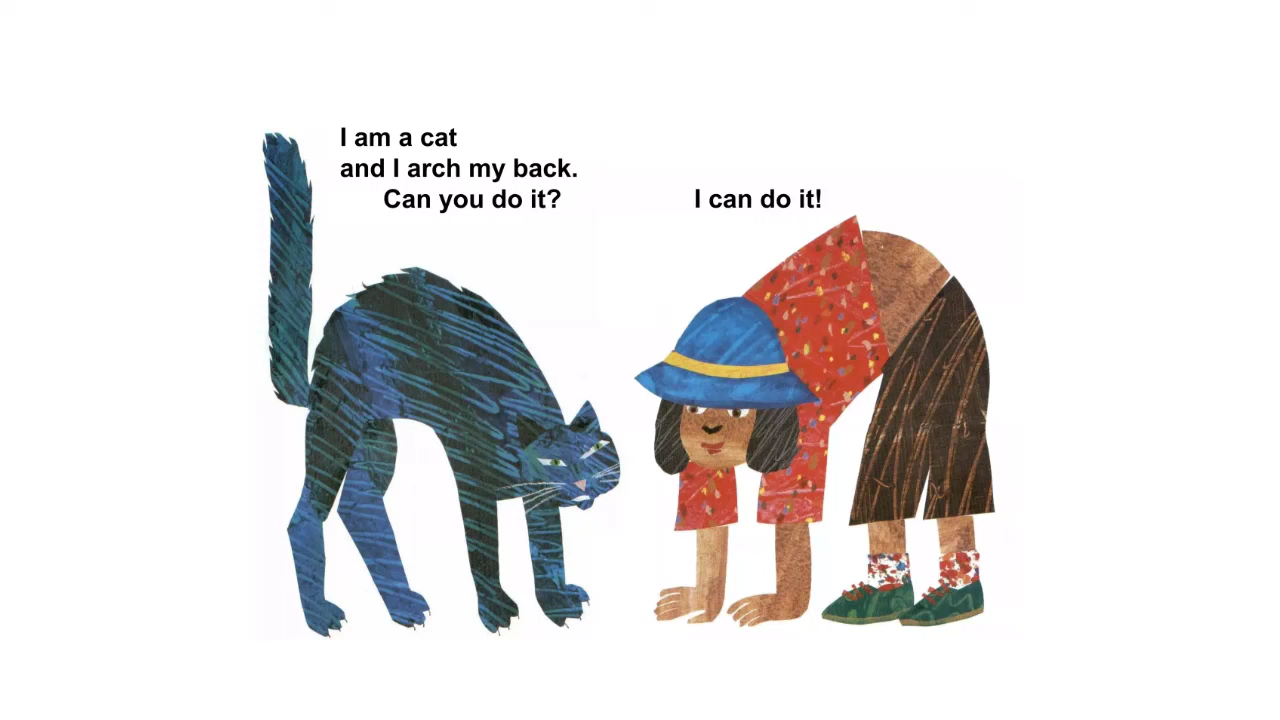 I am a cat
and I arch my back.
Can you do it?
I can do it!